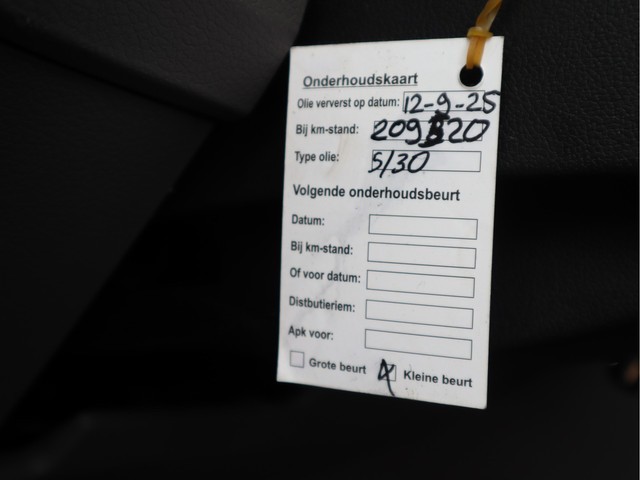 Onderhoudskaart
Olie ververst op datum: 12-9-25
Bij km-stand:
Type olie: 5/30
Volgende onderhoudsbeurt
Datum:
Bij km-stand:
Of voor datum:
Distbutieriem:
Apk voor:
Grote beurt Kleine beurt